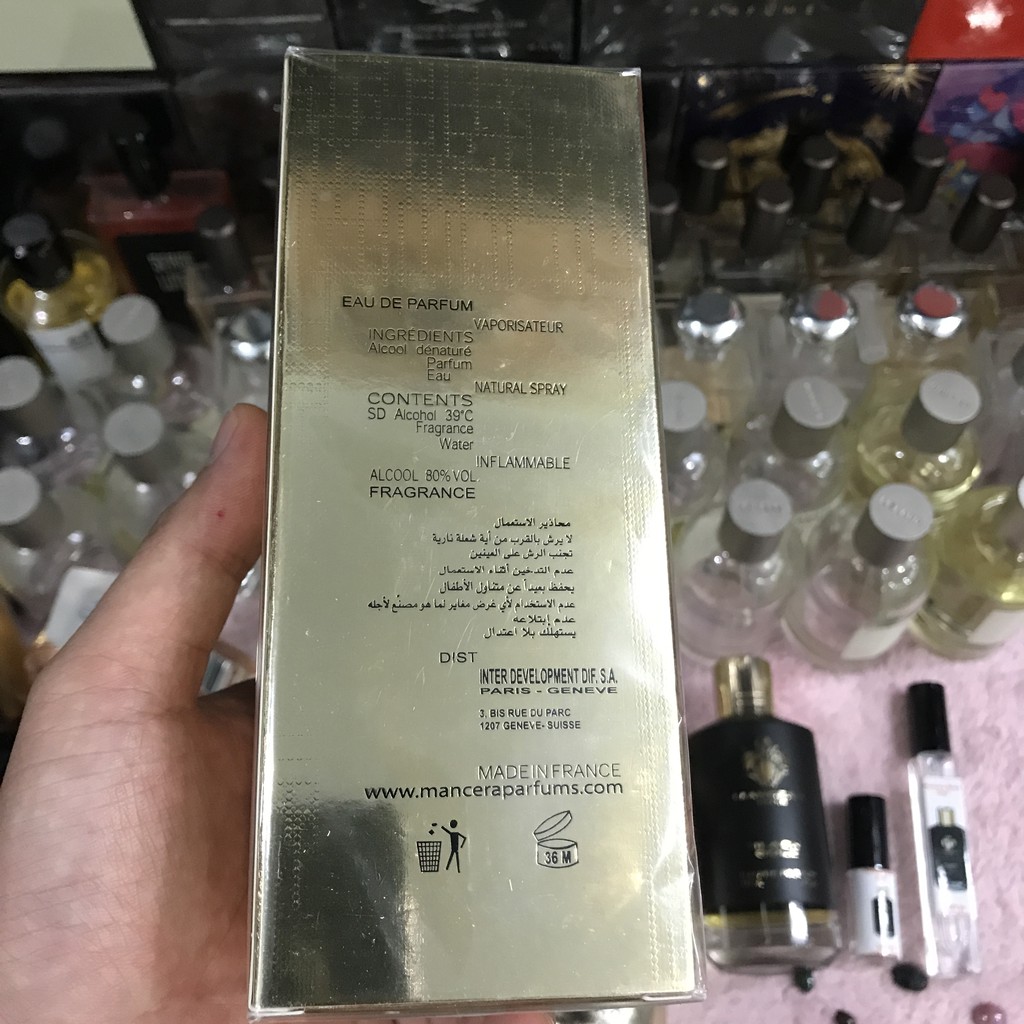 EAU DE PARFUM
VAPORISATEUR
INGRÉDIENTS
Alcool dénaturé
Parfum
Eau
NATURAL SPRAY
CONTENTS
SD Alcohol 39°C
Fragrance
Water
INFLAMMABLE
ALCOOL 80% VOL.
FRAGRANCE
محاذير الاستعمال
لا يرش بالقرب من أية شعلة نارية
تجنب الرش على العينين
عدم التدخين أثناء الاستعمال
يحفظ بعيداً عن متناول الأطفال
عدم الاستخدام لأي غرض مغاير لما هو مصنّع لأجله
عدم إبتلاعه
يستهلك بلا اعتدال
DIST
INTER DEVELOPMENT DIF. S.A.
PARIS - GENEVE
3, BIS RUE DU PARC
1207 GENEVE- SUISSE
MADE IN FRANCE
www.manceraparfums.com
36 M